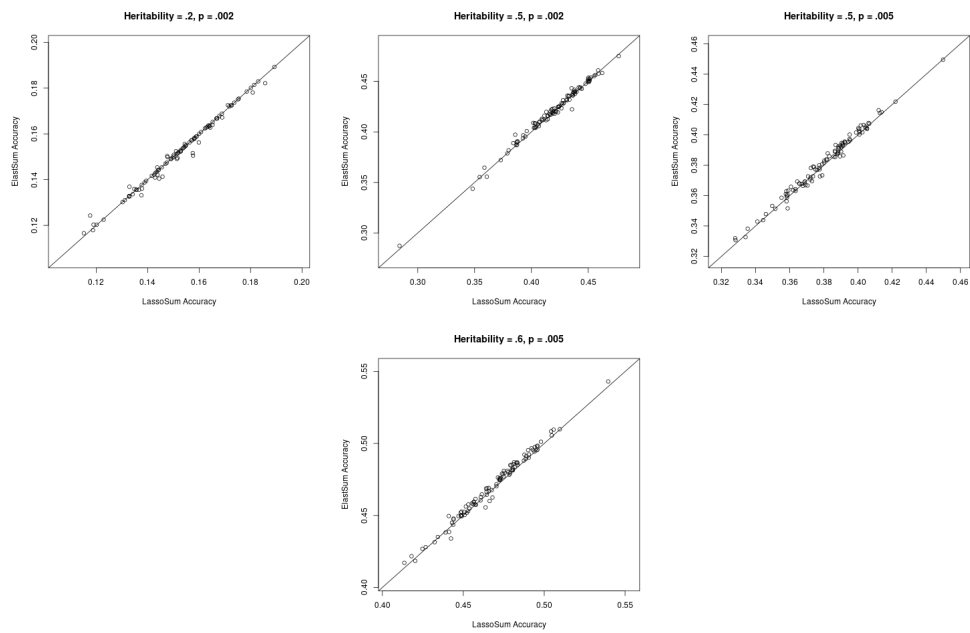 Heritability = .2, p = .002
ElastSum Accuracy
0.20
0.18
0.16
0.14
0.12
0.12 0.14 0.16 0.18 0.20
LassoSum Accuracy
Heritability = .5, p = .002
ElastSum Accuracy
0.45
0.40
0.35
0.30
0.30 0.35 0.40 0.45
LassoSum Accuracy
Heritability = .5, p = .005
ElastSum Accuracy
0.46
0.44
0.42
0.40
0.38
0.36
0.34
0.32
0.32 0.34 0.36 0.38 0.40 0.42 0.44 0.46
LassoSum Accuracy
Heritability = .6, p = .005
ElastSum Accuracy
0.55
0.50
0.45
0.40
0.40 0.45 0.50 0.55
LassoSum Accuracy